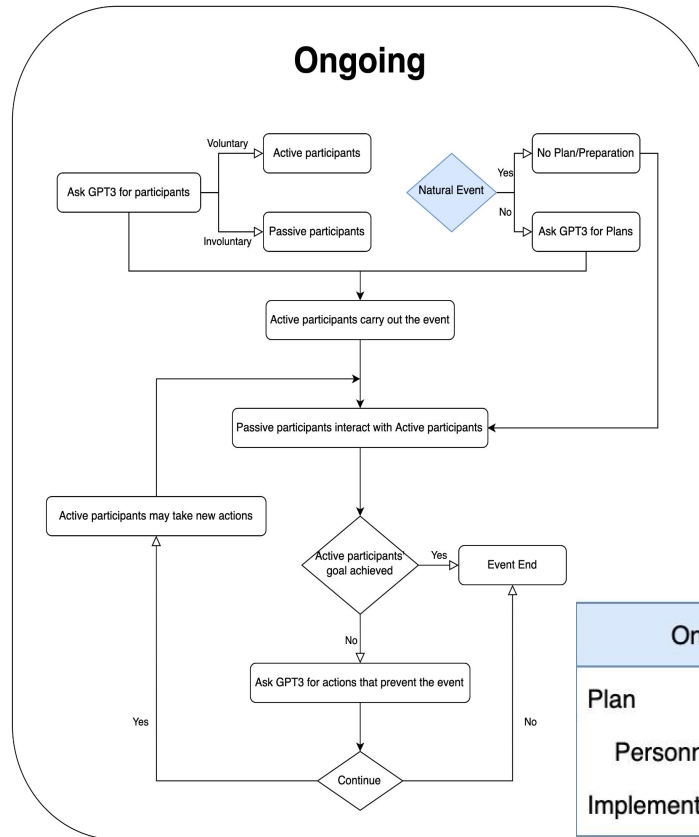 Ongoing
Voluntary
Active participants
Ask GPT3 for participants
Involuntary
Passive participants
Natural Event
Yes
No Plan/Preparation
No
Ask GPT3 for Plans
Active participants carry out the event
Passive participants interact with Active participants
Active participants may take new actions
Active participants'
goal achieved
Yes
Event End
No
Ask GPT3 for actions that prevent the event
Yes
No
Continue
Plan